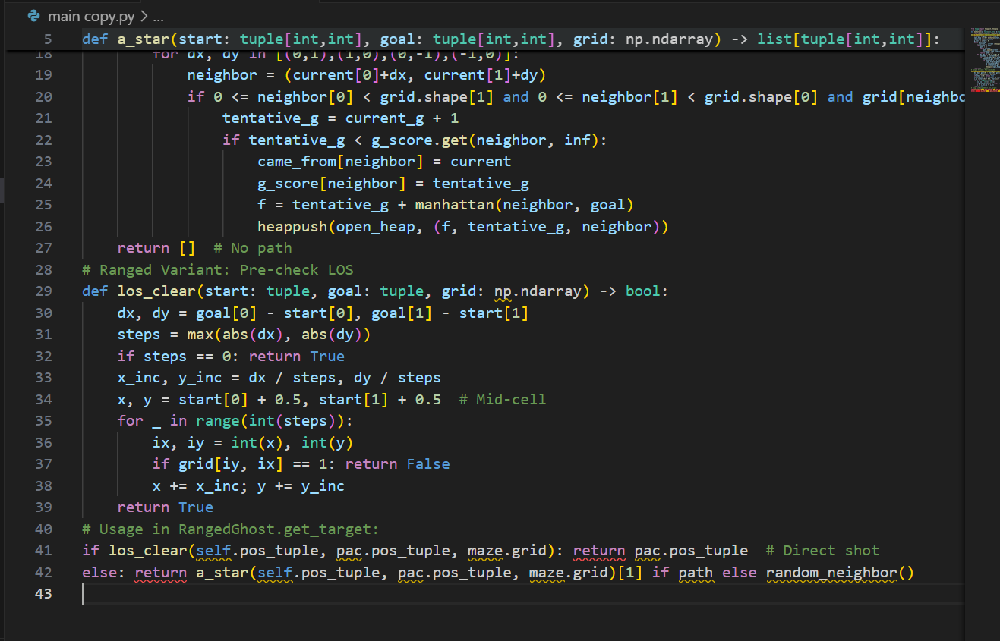 main copy.py > ...
5 def a_star(start: tuple[int,int], goal: tuple[int,int], grid: np.ndarray) -> list[tuple[int,int]]:
18 for dx, dy in [(0,1),(1,0),(0,-1),(-1,0)]:
19 neighbor = (current[0]+dx, current[1]+dy)
20 if 0 <= neighbor[0] < grid.shape[1] and 0 <= neighbor[1] < grid.shape[0] and grid[neighbo
21 tentative_g = current_g + 1
22 if tentative_g < g_score.get(neighbor, inf):
23 came_from[neighbor] = current
24 g_score[neighbor] = tentative_g
25 f = tentative_g + manhattan(neighbor, goal)
26 heappush(open_heap, (f, tentative_g, neighbor))
27 return []  # No path
28 # Ranged Variant: Pre-check LOS
29 def los_clear(start: tuple, goal: tuple, grid: np.ndarray) -> bool:
30 dx, dy = goal[0] - start[0], goal[1] - start[1]
31 steps = max(abs(dx), abs(dy))
32 if steps == 0: return True
33 x_inc, y_inc = dx / steps, dy / steps
34 x, y = start[0] + 0.5, start[1] + 0.5  # Mid-cell
35 for _ in range(int(steps)):
36 ix, iy = int(x), int(y)
37 if grid[iy, ix] == 1: return False
38 x += x_inc; y += y_inc
39 return True
40 # Usage in RangedGhost.get_target:
41 if los_clear(self.pos_tuple, pac.pos_tuple, maze.grid): return pac.pos_tuple  # Direct shot
42 else: return a_star(self.pos_tuple, pac.pos_tuple, maze.grid)[1] if path else random_neighbor()
43